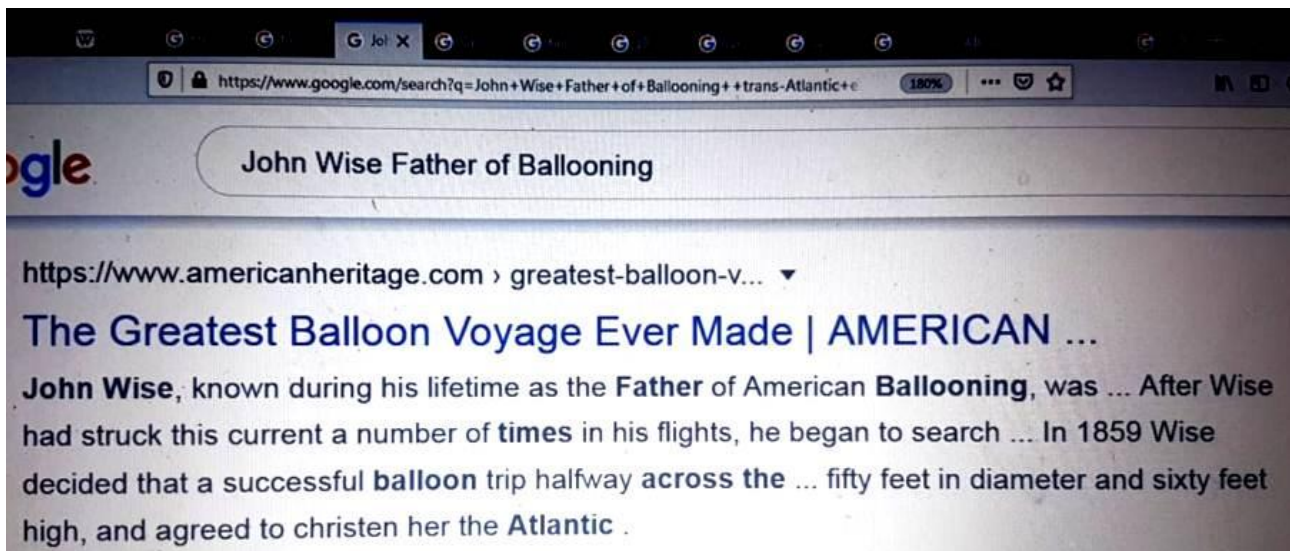 Jol
https://www.google.com/search?q=John+Wise+Father+of+Ballooning++trans-Atlantic+e 180%
ogle John Wise Father of Ballooning
https://www.americanheritage.com › greatest-balloon-v...
The Greatest Balloon Voyage Ever Made | AMERICAN ...
John Wise, known during his lifetime as the Father of American Ballooning, was ... After Wise
had struck this current a number of times in his flights, he began to search ... In 1859 Wise
decided that a successful balloon trip halfway across the ... fifty feet in diameter and sixty feet
high, and agreed to christen her the Atlantic .